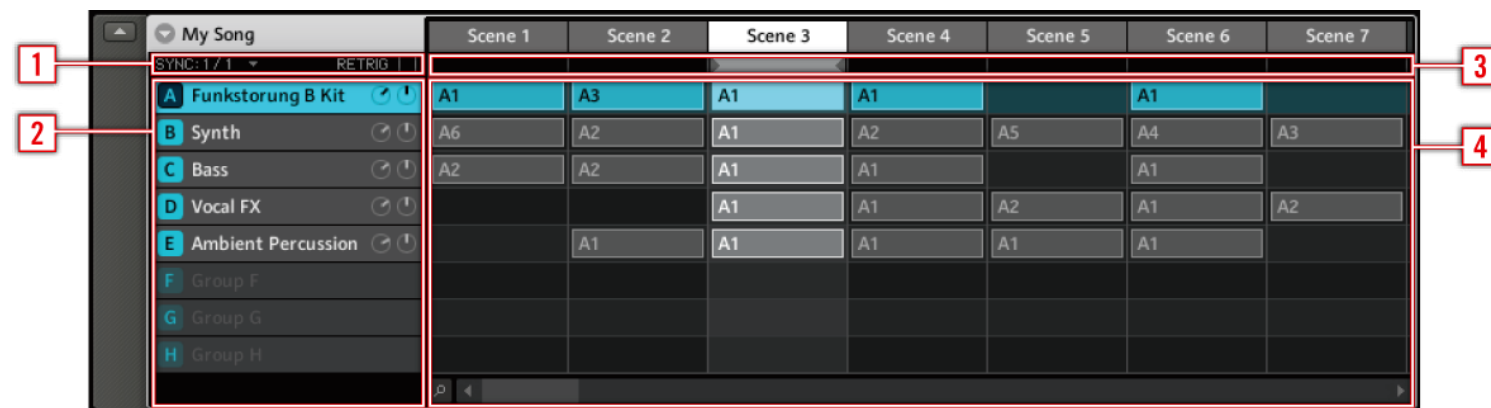 My Song Scene 1 Scene 2 Scene 3 Scene 4 Scene 5 Scene 6 Scene 7
1 SYNC: 1 / 1 RETRIG 3
A Funkstorung B Kit A1 A3 A1 A1 A1
2 B Synth A6 A2 A1 A2 A5 A4 A3 4
C Bass A2 A2 A1 A1 A1
D Vocal FX A1 A1 A2 A1 A2
E Ambient Percussion A1 A1 A1 A1 A1
F Group F
G Group G
H Group H